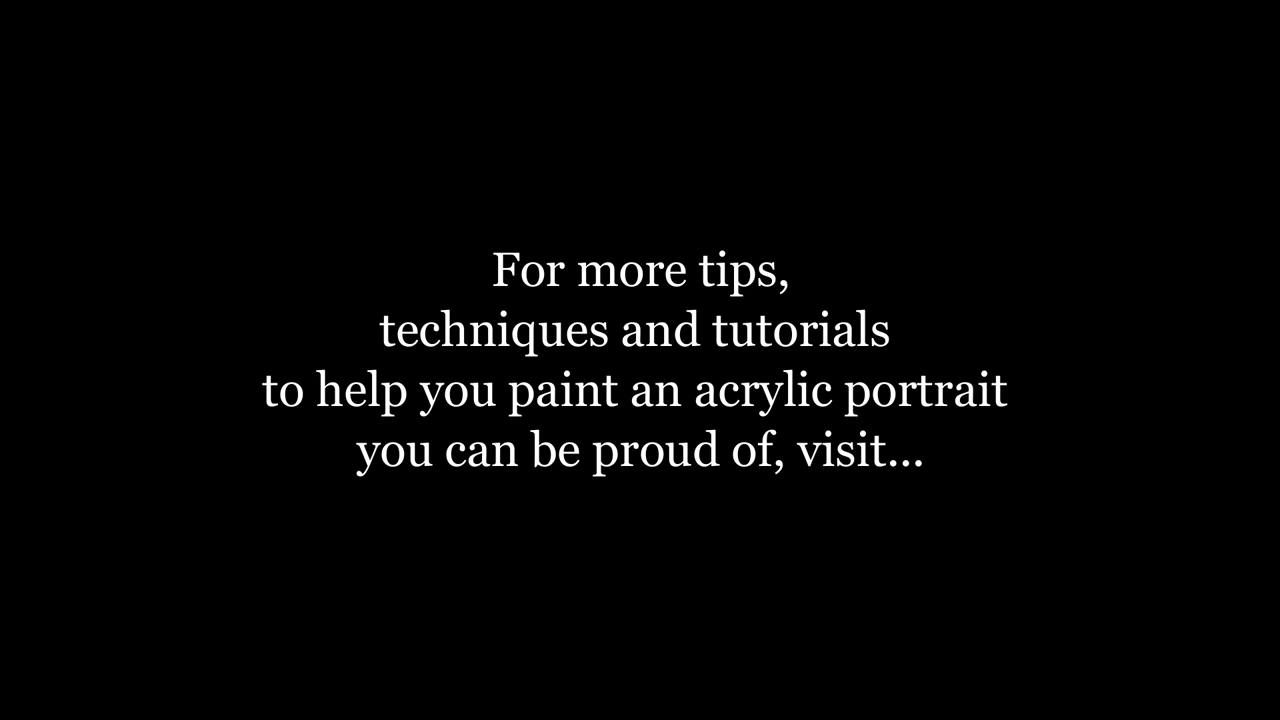 For more tips,
techniques and tutorials
to help you paint an acrylic portrait
you can be proud of, visit...